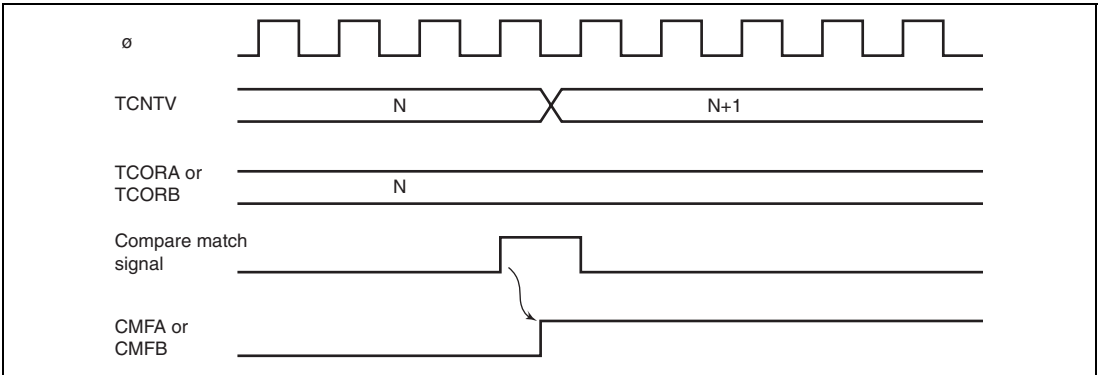 ø
TCNTV
N
N+1
TCORA or
TCORB
N
Compare match
signal
CMFA or
CMFB